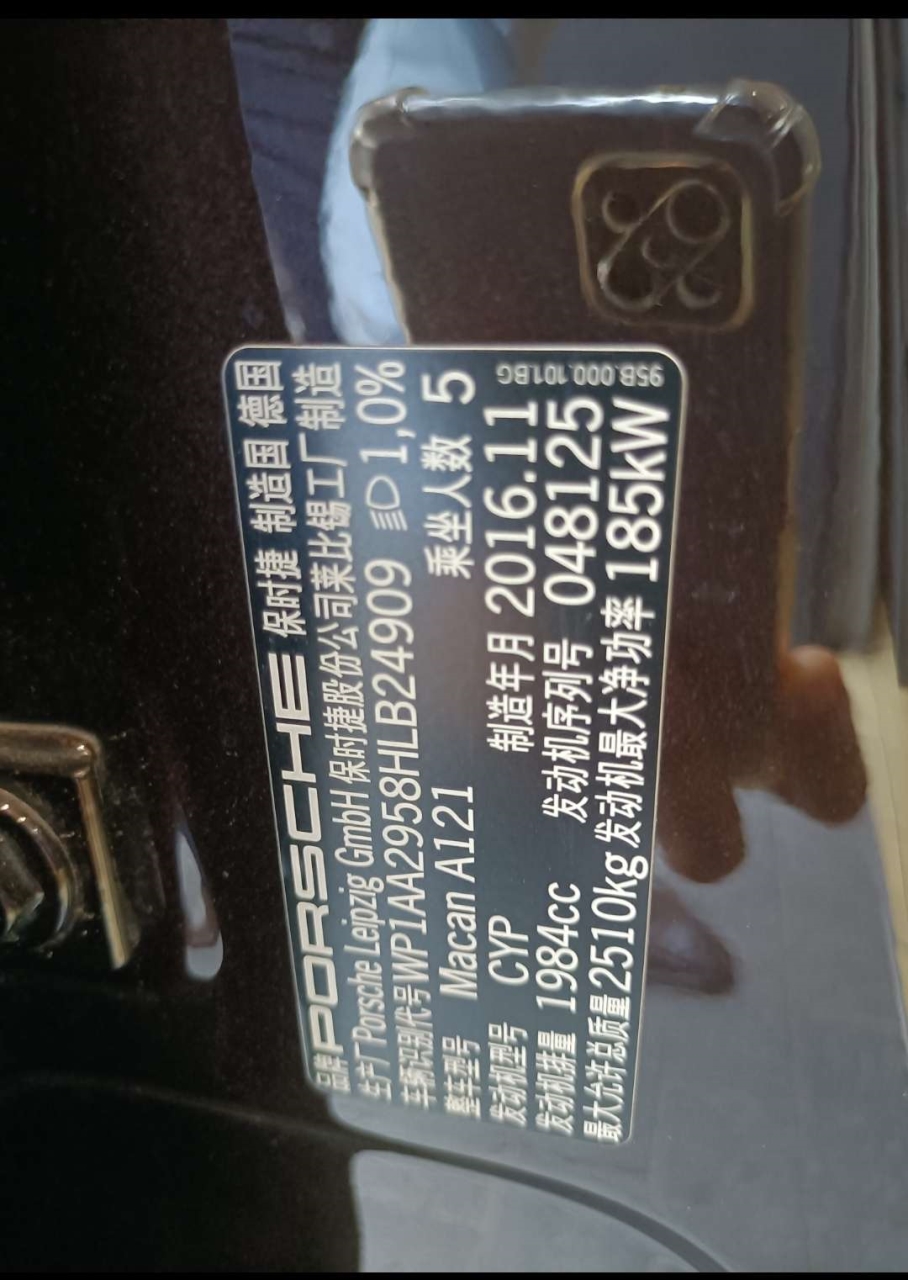 品牌 PORSCHE 保时捷 制造国 德国
生产厂 Porsche Leipzig GmbH 保时捷股份公司莱比锡工厂制造
车辆识别代号 WP1AA2958HLB24909 1,0%
整车型号 Macan A121 乘坐人数 5
发动机型号 CYP 制造年月 2016.11
发动机排量 1984cc 发动机序列号 048125
最大允许总质量 2510kg 发动机最大净功率 185kW
95B.000.101.BG